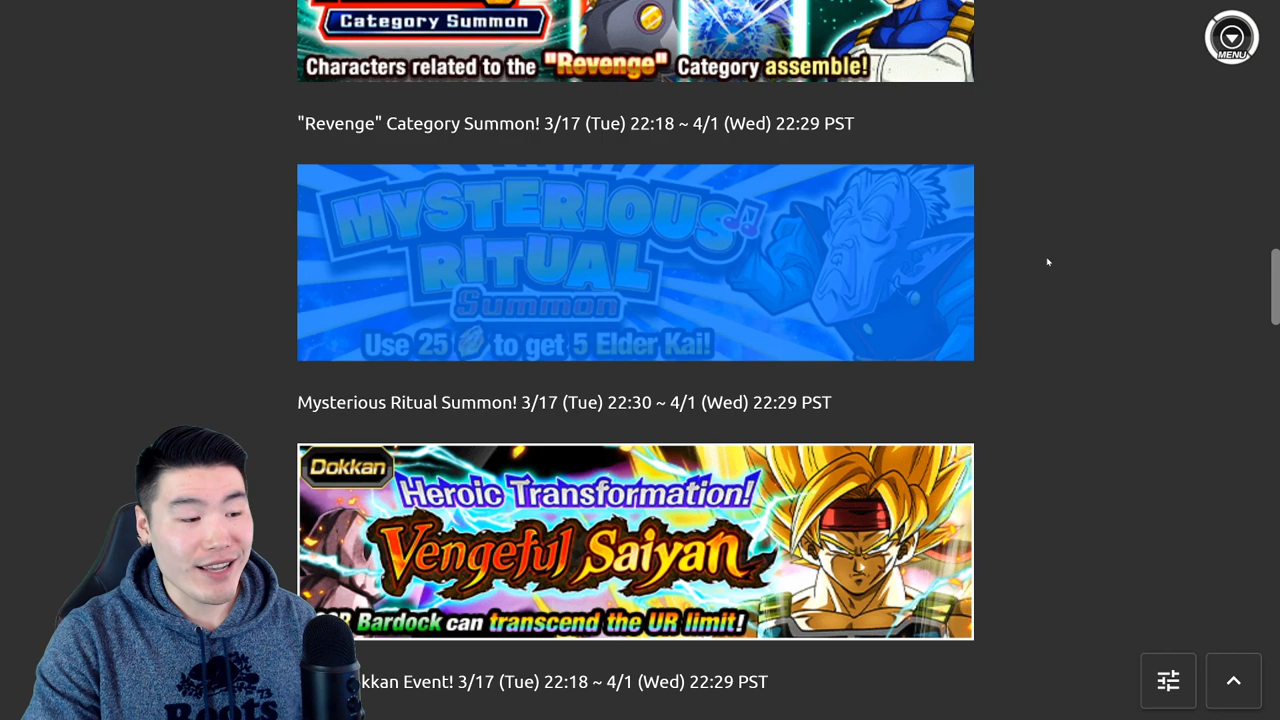 Category Summon
Characters related to the "Revenge" Category assemble!
MENU
"Revenge" Category Summon! 3/17 (Tue) 22:18 ~ 4/1 (Wed) 22:29 PST
MYSTERIOUS
RITUAL
Summon
Use 25 to get 5 Elder Kai!
Mysterious Ritual Summon! 3/17 (Tue) 22:30 ~ 4/1 (Wed) 22:29 PST
Dokkan
Heroic Transformation!
Vengeful Saiyan
Bardock can transcend the UR limit!
kkan Event! 3/17 (Tue) 22:18 ~ 4/1 (Wed) 22:29 PST
Roots